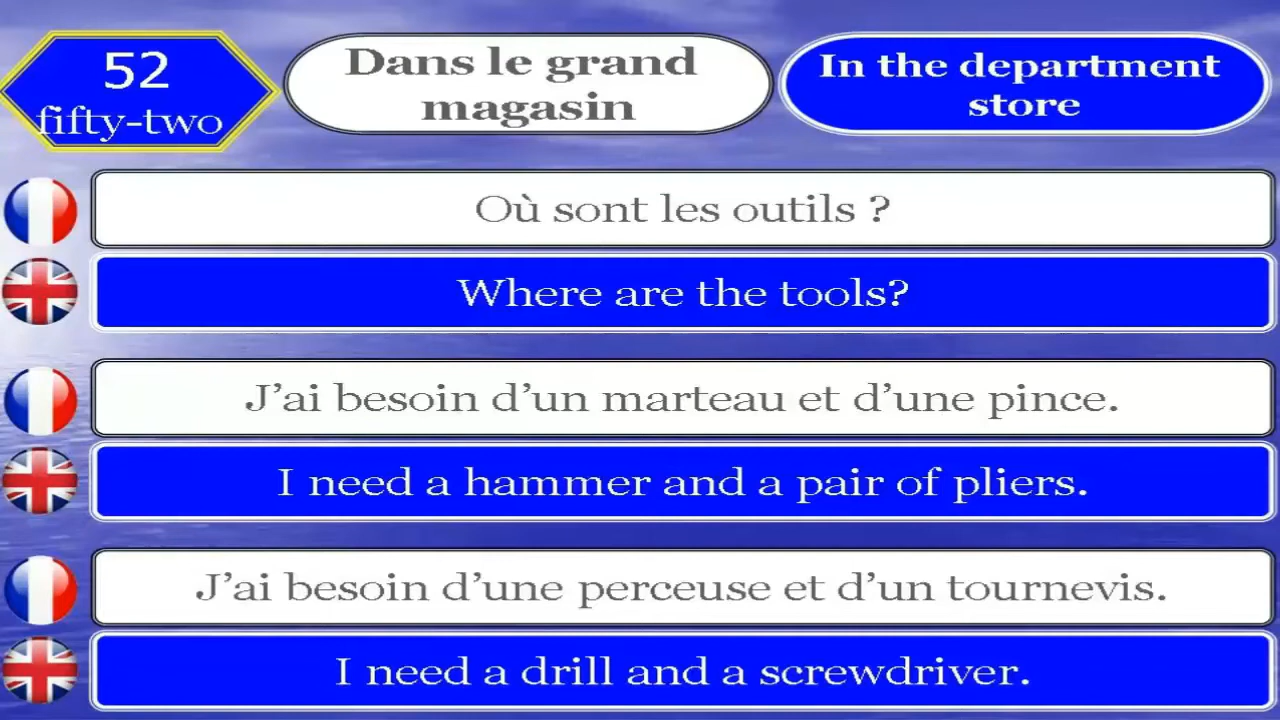 52
fifty-two
Dans le grand
magasin
In the department
store
Où sont les outils ?
Where are the tools?
J’ai besoin d’un marteau et d’une pince.
I need a hammer and a pair of pliers.
J’ai besoin d’une perceuse et d’un tournevis.
I need a drill and a screwdriver.